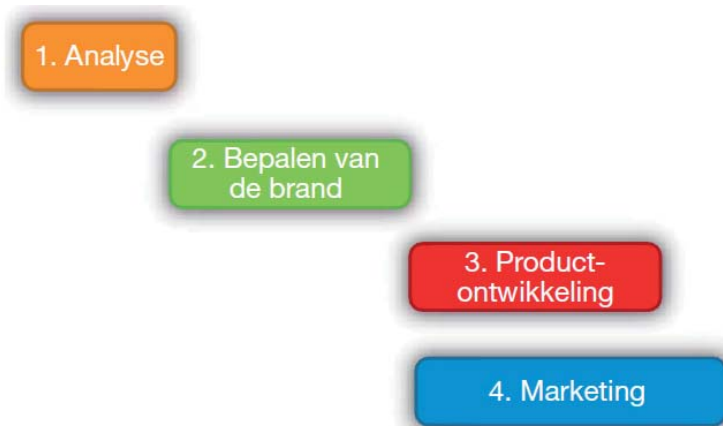 1. Analyse
2. Bepalen van
de brand
3. Product-
ontwikkeling
4. Marketing